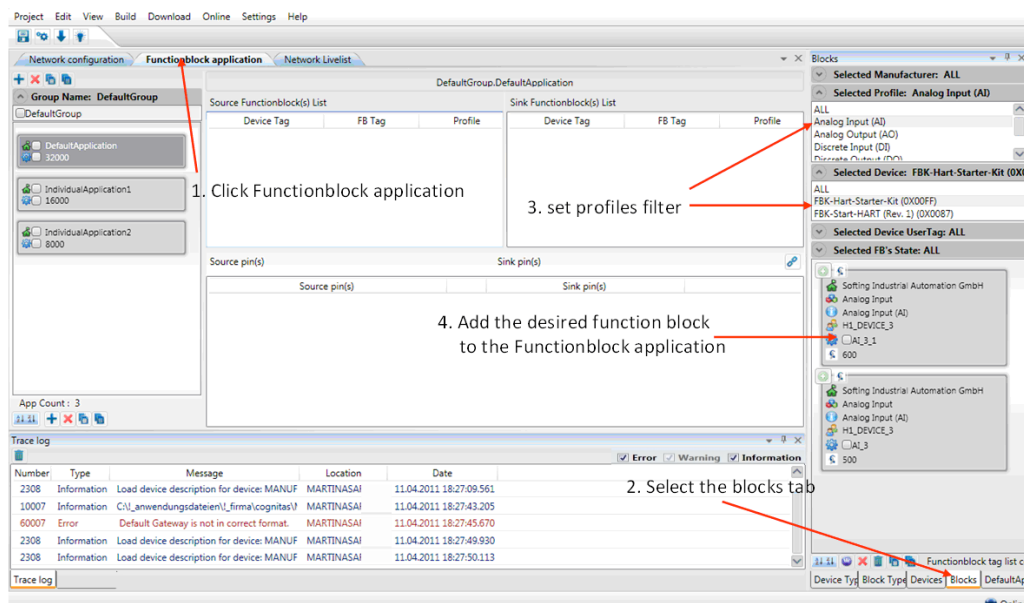 Project Edit View Build Download Online Settings Help
Network configuration Functionblock application Network Livelist
Group Name: DefaultGroup
DefaultGroup
DefaultApplication
32000
IndividualApplication1
16000
IndividualApplication2
8000
App Count : 3
DefaultGroup.DefaultApplication
Source Functionblock(s) List Sink Functionblock(s) List
Device Tag FB Tag Profile Device Tag FB Tag Profile
1. Click Functionblock application
3. set profiles filter
Source pin(s) Sink pin(s)
Source pin(s) Sink pin(s)
4. Add the desired function block
to the Functionblock application
Blocks
Selected Manufacturer: ALL
Selected Profile: Analog Input (AI)
ALL
Analog Input (AI)
Analog Output (AO)
Discrete Input (DI)
Discrete Output (DO)
Selected Device: FBK-Hart-Starter-Kit (0X0
ALL
FBK-Hart-Starter-Kit (0X00FF)
FBK-Start-HART (Rev. 1) (0X0087)
Selected Device UserTag: ALL
Selected FB's State: ALL
Softing Industrial Automation GmbH
Analog Input
Analog Input (AI)
H1_DEVICE_3
AI_3_1
600
Softing Industrial Automation GmbH
Analog Input
Analog Input (AI)
H1_DEVICE_3
AI_3
500
2. Select the blocks tab
Functionblock tag list c
Device Typ Block Type Devices Blocks DefaultAp
Trace log
Error Warning Information
Number Type Message Location Date
2308 Information Load device description for device: MANUF MARTINASAI 11.04.2011 18:27:09.561
10007 Information C:\!_anwendungsdateien\!_firma\cognitas\! MARTINASAI 11.04.2011 18:27:43.205
60007 Error Default Gateway is not in correct format. MARTINASAI 11.04.2011 18:27:45.670
2308 Information Load device description for device: MANUF MARTINASAI 11.04.2011 18:27:49.930
2308 Information Load device description for device: MANUF MARTINASAI 11.04.2011 18:27:50.113
Trace log